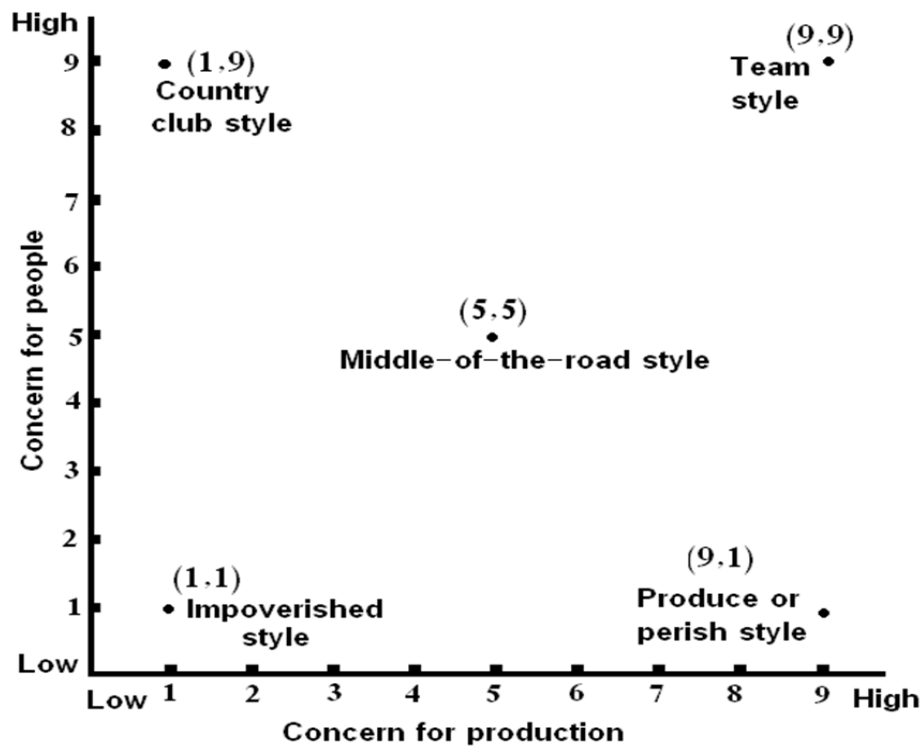 High
9
8
7
6
5
4
3
2
1
Low
Concern for people
(1,9)
Country
club style
(9,9)
Team
style
(5,5)
Middle-of-the-road style
(1,1)
Impoverished
style
(9,1)
Produce or
perish style
Low 1 2 3 4 5 6 7 8 9 High
Concern for production